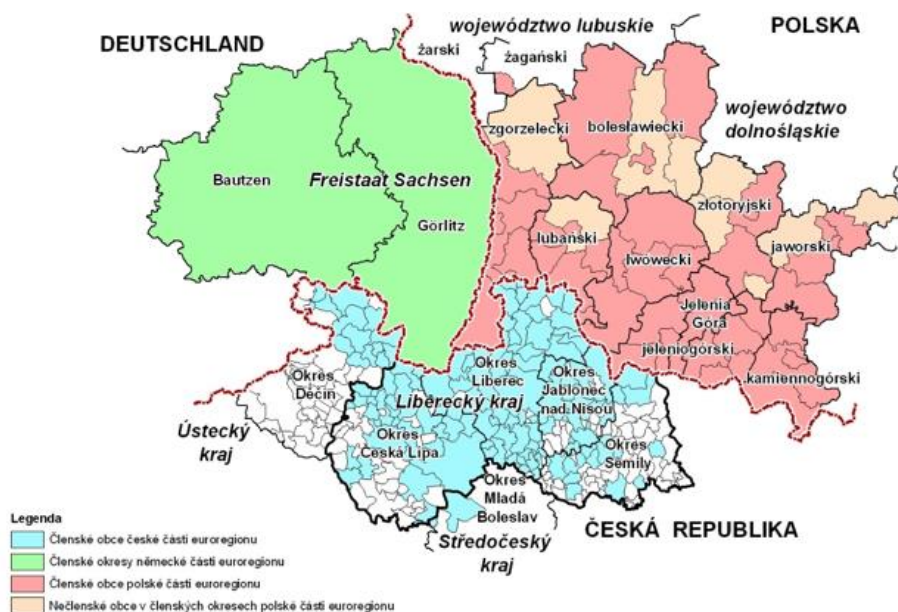 DEUTSCHLAND
województwo lubuskie
POLSKA
żarski
żagański
zgorzelecki
bolesławiecki
województwo
dolnośląskie
Bautzen
Freistaat Sachsen
Görlitz
złotoryjski
lubański
lwówecki
jaworski
Jelenia
Góra
jeleniogórski
kamiennogórski
Okres
Děčín
Okres
Liberec
Okres
Jablonec
nad Nisou
Liberecký kraj
Ústecký
kraj
Okres
Česká Lípa
Okres
Semily
Okres
Mladá
Boleslav
Středočeský
kraj
ČESKÁ REPUBLIKA
Legenda
Členské obce české části euroregionu
Členské okresy německé části euroregionu
Členské obce polské části euroregionu
Nečlenské obce v členských okresech polské části euroregionu